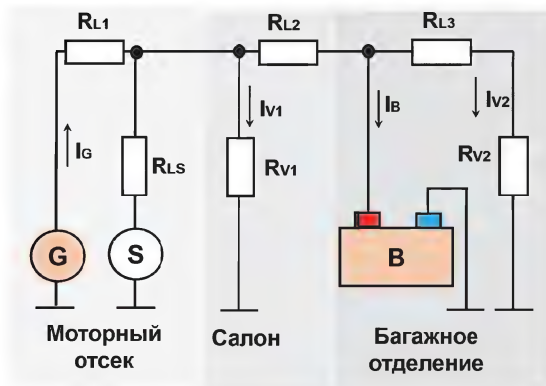 RL1
RL2
RL3
IV1
IB
IV2
IG
RLS
RV1
RV2
G
S
B
Моторный
отсек
Салон
Багажное
отделение